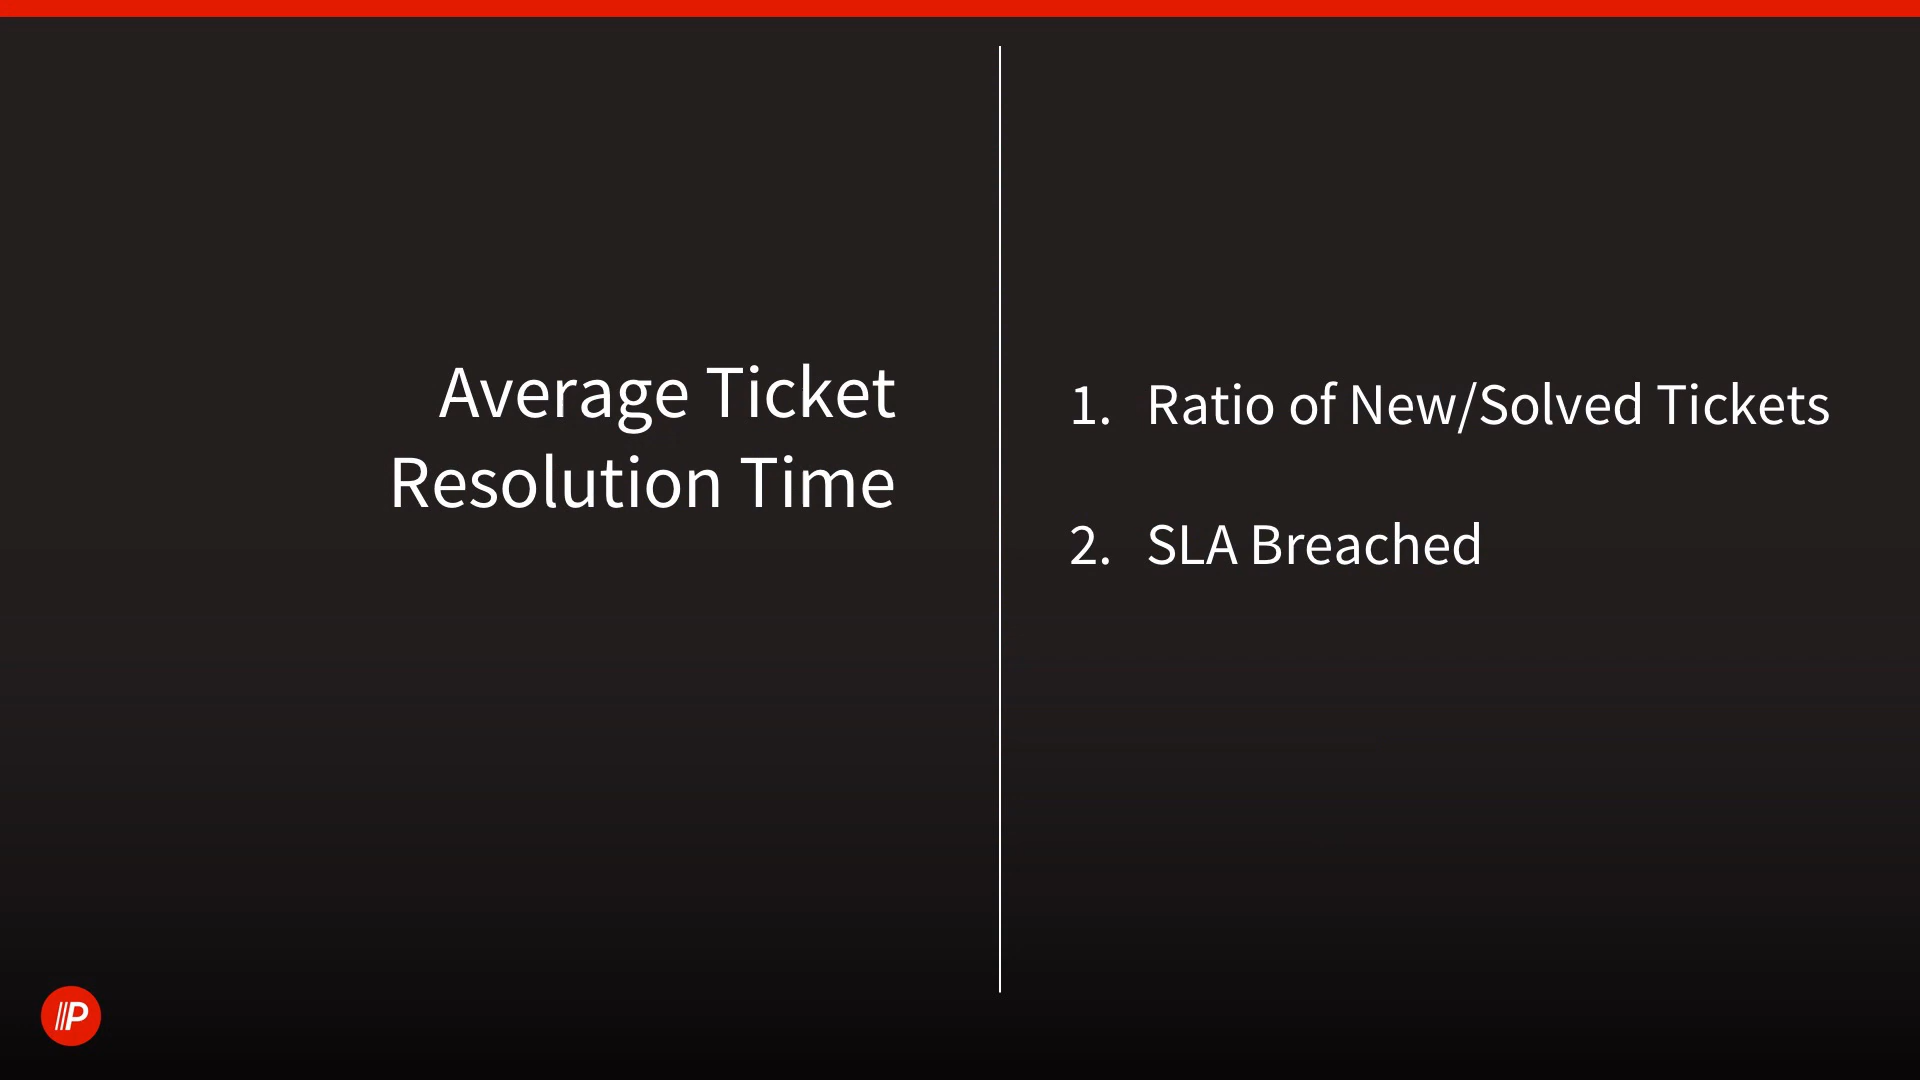 Average Ticket
Resolution Time
1. Ratio of New/Solved Tickets
2. SLA Breached
P